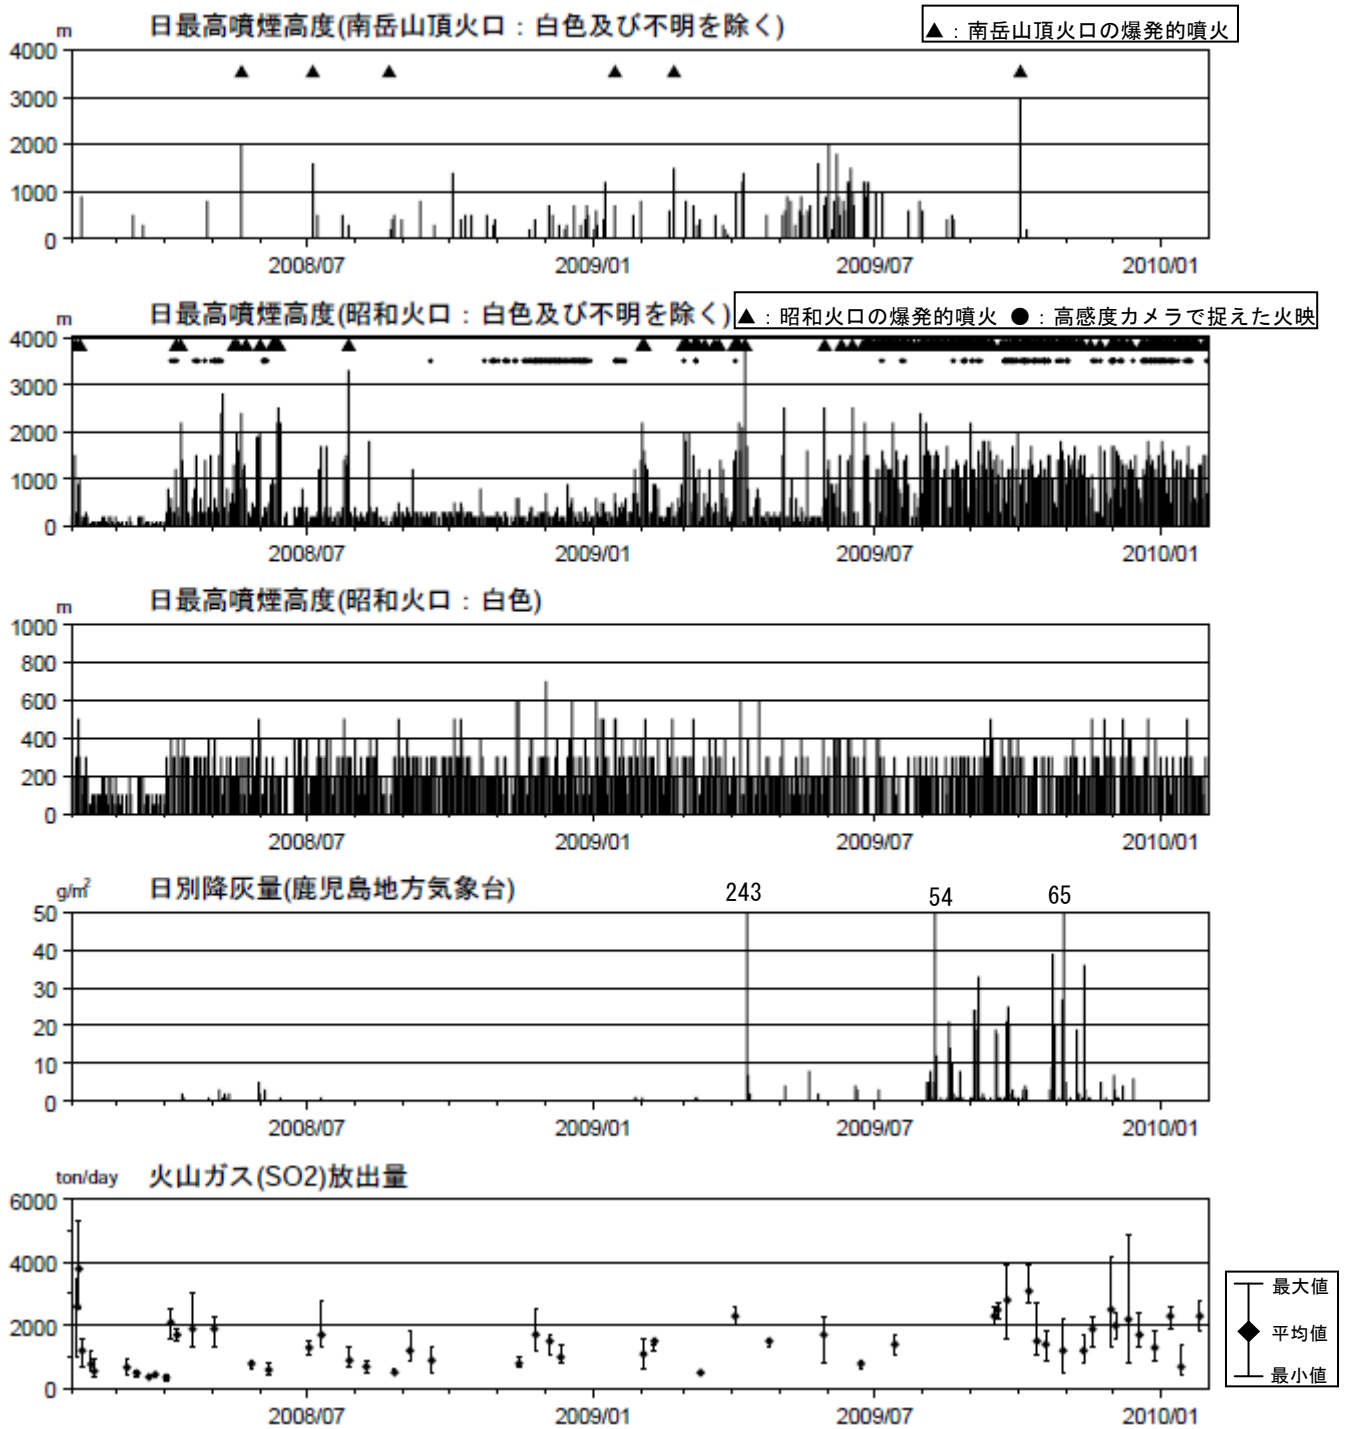 日最高噴煙高度(南岳山頂火口：白色及び不明を除く)
▲：南岳山頂火口の爆発的噴火
m
4000
3000
2000
1000
0
2008/07 2009/01 2009/07 2010/01
日最高噴煙高度(昭和火口：白色及び不明を除く)
▲：昭和火口の爆発的噴火 ●：高感度カメラで捉えた火映
m
4000
3000
2000
1000
0
2008/07 2009/01 2009/07 2010/01
日最高噴煙高度(昭和火口：白色)
m
1000
800
600
400
200
0
2008/07 2009/01 2009/07 2010/01
日別降灰量(鹿児島地方気象台)
g/㎡
243 54 65
50
40
30
20
10
0
2008/07 2009/01 2009/07 2010/01
火山ガス(SO2)放出量
ton/day
6000
4000
2000
0
2008/07 2009/01 2009/07 2010/01
最大値
平均値
最小値